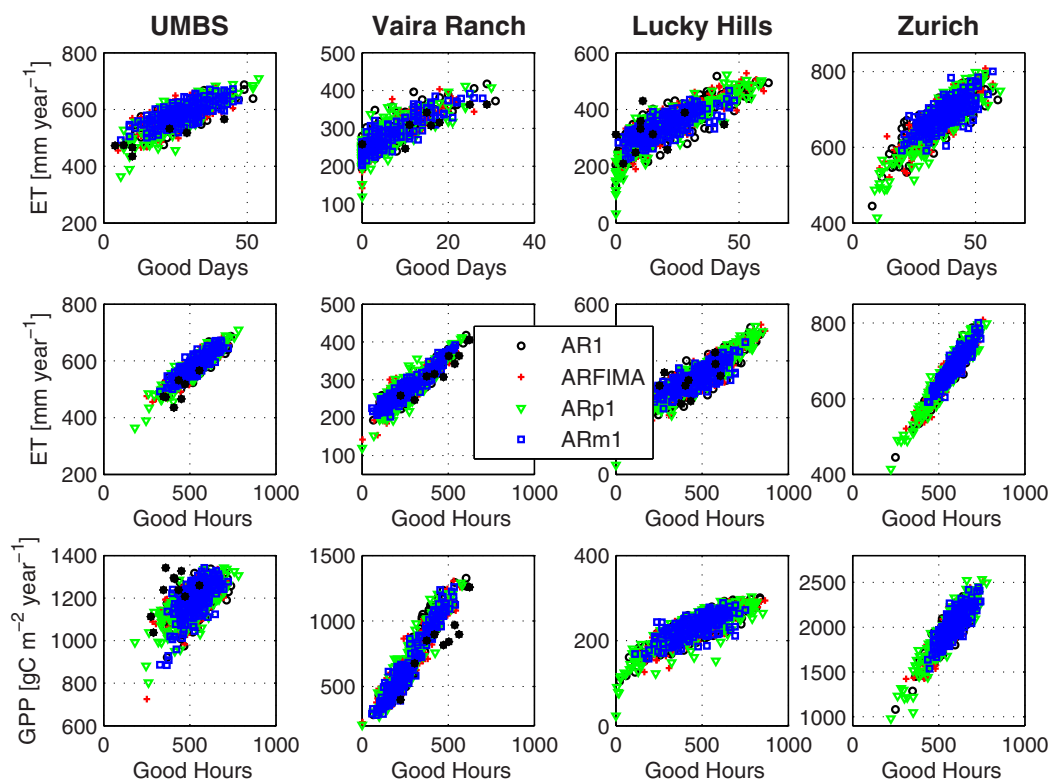 UMBS Vaira Ranch Lucky Hills Zurich
800 500 600
800
400
600 400
300
600
400 200
200
100
200 0 400
0 50 0 20 40 0 50 0 50
ET [mm year⁻¹]
Good Days Good Days Good Days Good Days
800 500 600
800
400
600 400
300
600
400 200
200
100
200 0 400
0 500 1000 0 500 1000 0 500 1000 0 500 1000
ET [mm year⁻¹]
AR1
ARFIMA
ARp1
ARm1
Good Hours Good Hours Good Hours Good Hours
1400 1500 400
2500
1200
1000 2000
1000 200
1500
800 500
1000
600 0
0 500 1000 0 500 1000 0 500 1000 0 500 1000
GPP [gC m⁻² year⁻¹]
Good Hours Good Hours Good Hours Good Hours